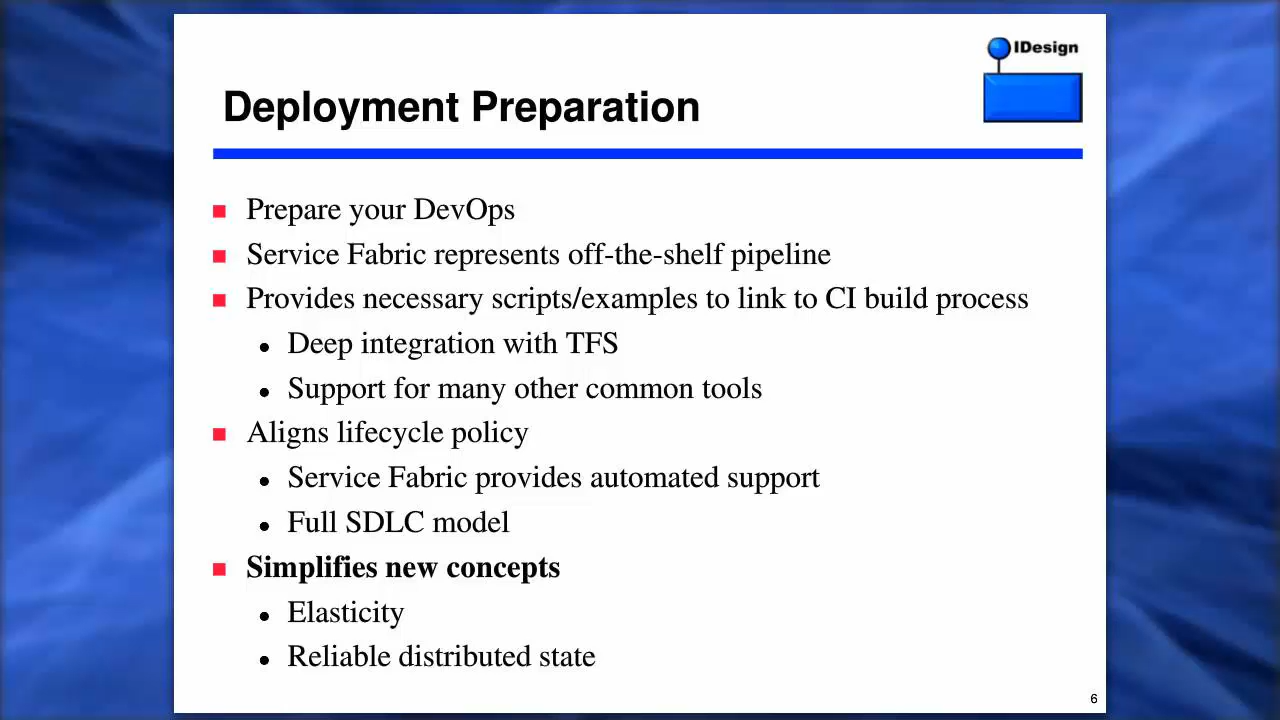 IDesign
Deployment Preparation
Prepare your DevOps
Service Fabric represents off-the-shelf pipeline
Provides necessary scripts/examples to link to CI build process
Deep integration with TFS
Support for many other common tools
Aligns lifecycle policy
Service Fabric provides automated support
Full SDLC model
Simplifies new concepts
Elasticity
Reliable distributed state
6